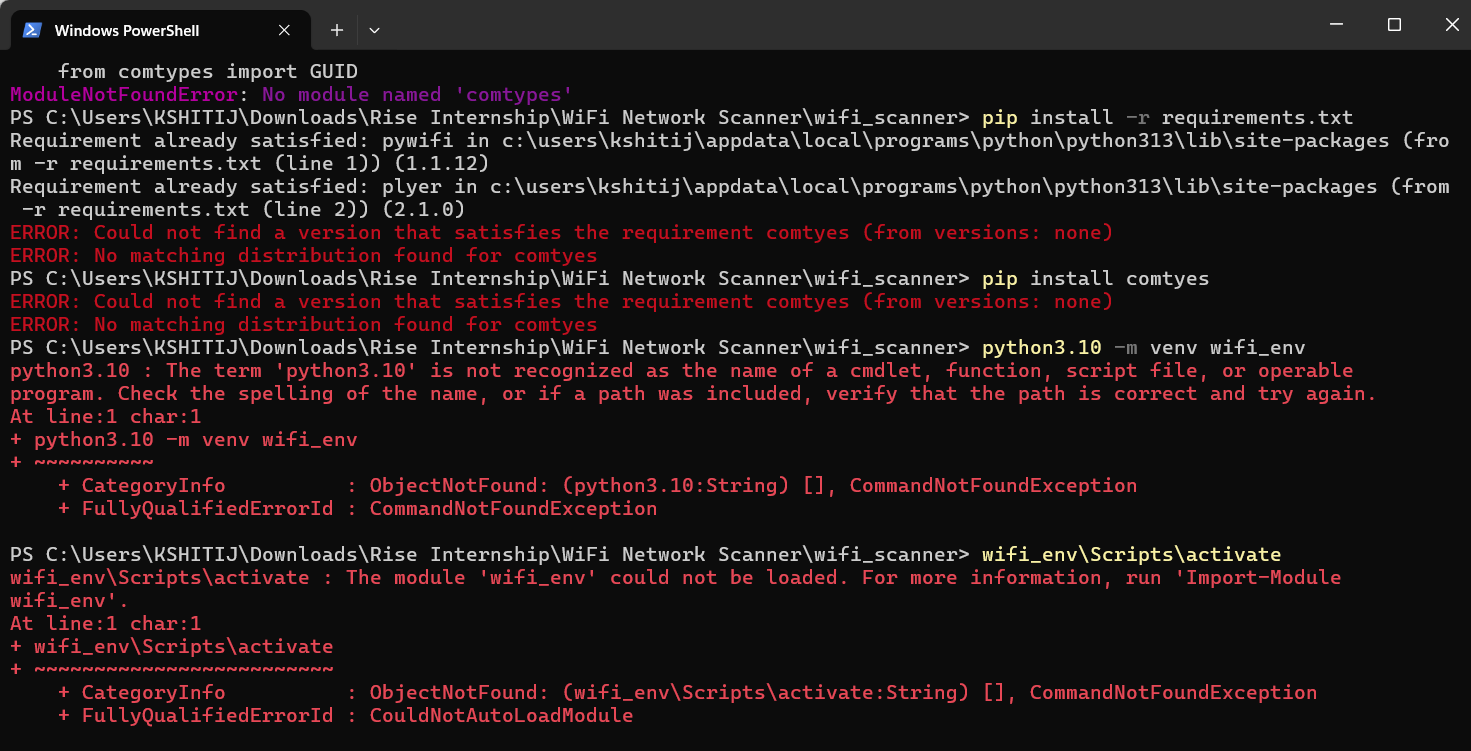 Windows PowerShell
    from comtypes import GUID
ModuleNotFoundError: No module named 'comtypes'
PS C:\Users\KSHITIJ\Downloads\Rise Internship\WiFi Network Scanner\wifi_scanner> pip install -r requirements.txt
Requirement already satisfied: pywifi in c:\users\kshitij\appdata\local\programs\python\python313\lib\site-packages (fro
m -r requirements.txt (line 1)) (1.1.12)
Requirement already satisfied: plyer in c:\users\kshitij\appdata\local\programs\python\python313\lib\site-packages (from
 -r requirements.txt (line 2)) (2.1.0)
ERROR: Could not find a version that satisfies the requirement comtyes (from versions: none)
ERROR: No matching distribution found for comtyes
PS C:\Users\KSHITIJ\Downloads\Rise Internship\WiFi Network Scanner\wifi_scanner> pip install comtyes
ERROR: Could not find a version that satisfies the requirement comtyes (from versions: none)
ERROR: No matching distribution found for comtyes
PS C:\Users\KSHITIJ\Downloads\Rise Internship\WiFi Network Scanner\wifi_scanner> python3.10 -m venv wifi_env
python3.10 : The term 'python3.10' is not recognized as the name of a cmdlet, function, script file, or operable
program. Check the spelling of the name, or if a path was included, verify that the path is correct and try again.
At line:1 char:1
+ python3.10 -m venv wifi_env
+ ~~~~~~~~~~
    + CategoryInfo          : ObjectNotFound: (python3.10:String) [], CommandNotFoundException
    + FullyQualifiedErrorId : CommandNotFoundException

PS C:\Users\KSHITIJ\Downloads\Rise Internship\WiFi Network Scanner\wifi_scanner> wifi_env\Scripts\activate
wifi_env\Scripts\activate : The module 'wifi_env' could not be loaded. For more information, run 'Import-Module
wifi_env'.
At line:1 char:1
+ wifi_env\Scripts\activate
+ ~~~~~~~~~~~~~~~~~~~~~~~~~
    + CategoryInfo          : ObjectNotFound: (wifi_env\Scripts\activate:String) [], CommandNotFoundException
    + FullyQualifiedErrorId : CouldNotAutoLoadModule